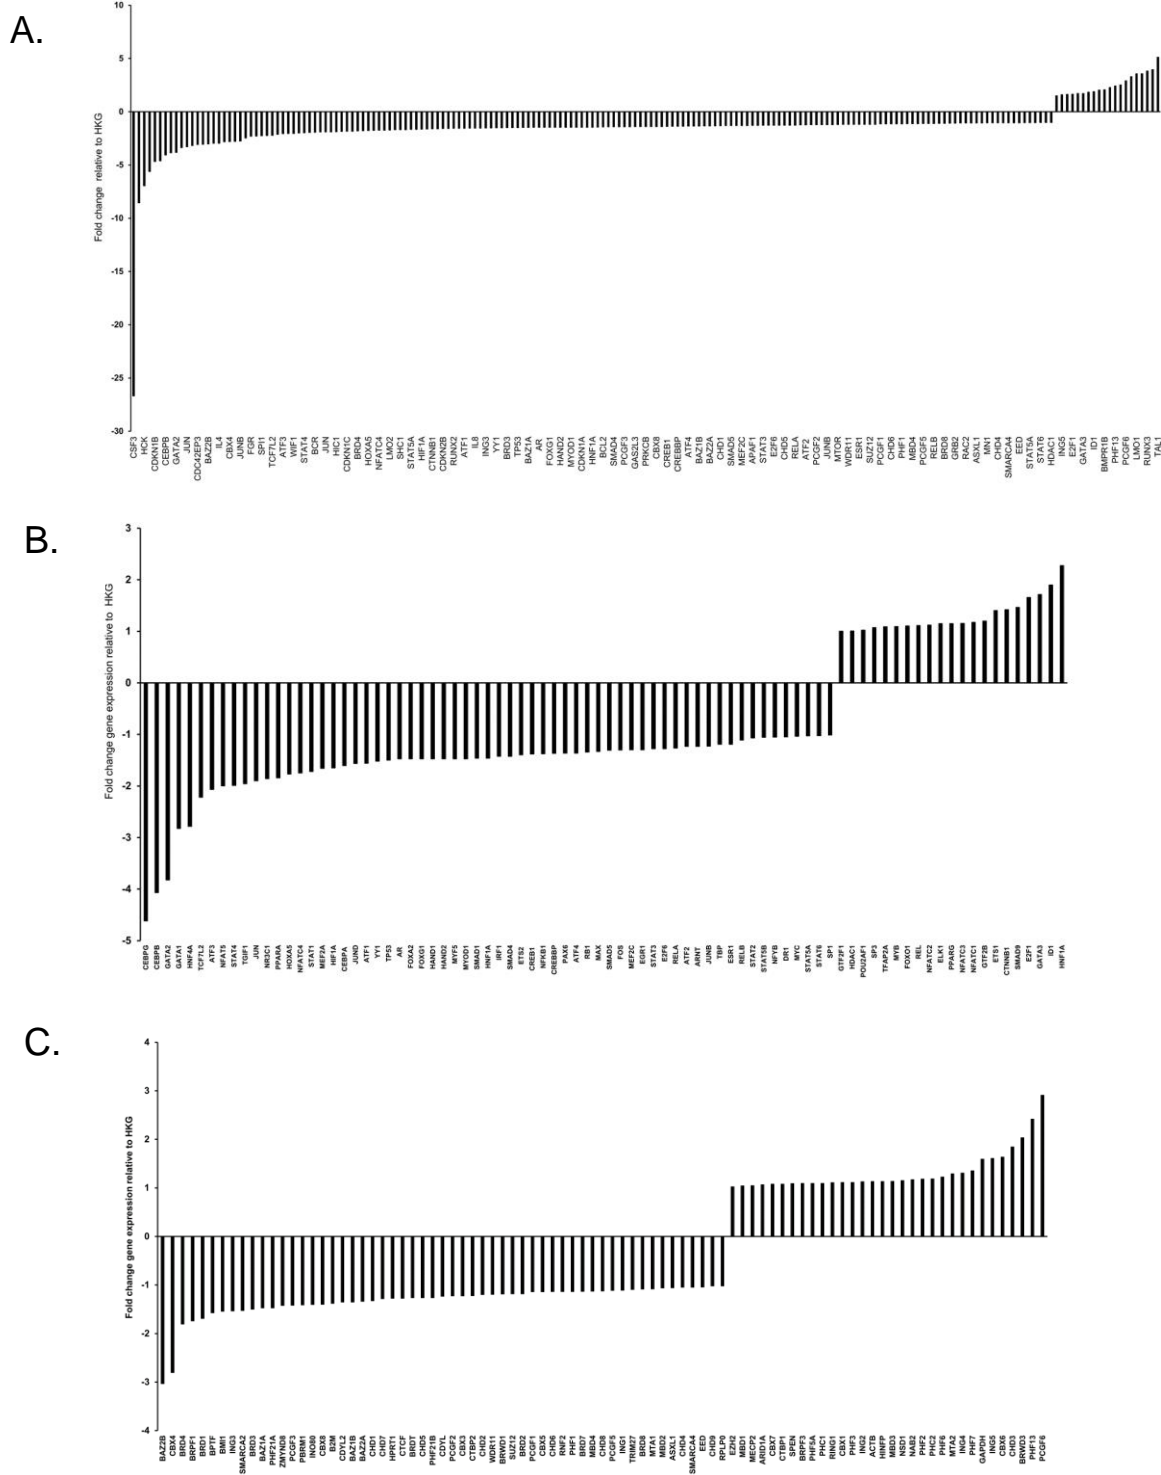 A.
10
5
0
-5
-10
-15
-20
-25
-30
Fold change relative to HKG
CSF3
HCK
CDKN1B
CEBPB
GATA2
JUN
CDC42EP3
BAZ2B
IL4
CBX4
JUNB
FGR
SPI1
TCF7L2
ATF3
WIF1
STAT4
BCR
JUN
HIC1
CDKN1C
BRD4
HOXA5
NFATC4
LMO2
SHC1
STAT5A
HIF1A
CTNNB1
CDKN2B
RUNX2
ATF1
IL8
ING3
YY1
BRD3
TP53
BAZ1A
AR
FOXG1
HAND2
MYOD1
CDKN1A
HNF1A
BCL2
SMAD4
PCGF3
GAS2L3
PRKCB
CBX8
CREB1
CREBBP
ATF4
BAZ1B
BAZ2A
CHD1
SMAD5
MEF2C
APAF1
STAT3
E2F6
CHD5
RELA
ATF2
PCGF2
JUNB
MTOR
WDR11
ESR1
SUZ12
PCGF1
CHD6
PHF1
MBD4
PCGF5
RELB
BRD8
GRB2
RAC2
ASXL1
MN1
CHD4
SMARCA4
EED
STAT5A
STAT6
HDAC1
ING5
E2F1
GATA3
ID1
BMPR1B
PHF13
PCGF6
LMO1
RUNX3
TAL1
B.
3
2
1
0
-1
-2
-3
-4
-5
Fold change gene expression relative to HKG
CEBPG
CEBPB
GATA2
GATA1
HNF4A
TCF7L2
ATF3
NFAT5
STAT4
TGIF1
JUN
NR3C1
PPARA
HOXA5
NFATC4
STAT1
MEF2A
HIF1A
CEBPA
JUND
ATF1
YY1
TP53
AR
FOXA2
FOXG1
HAND1
HAND2
MYF5
MYOD1
SMAD1
HNF1A
IRF1
SMAD4
ETS2
CREB1
NFKB1
CREBBP
PAX6
ATF4
RB1
MAX
SMAD5
FOS
MEF2C
EGR1
STAT3
E2F6
RELA
ATF2
ARNT
JUNB
TBP
ESR1
RELB
STAT2
STAT5B
NFYB
DR1
MYC
STAT5A
STAT6
SP1
GTF2F1
HDAC1
POU2AF1
SP3
TFAP2A
MYB
FOXO1
REL
NFATC2
ELK1
PPARG
NFATC3
NFATC1
GTF2B
ETS1
CTNNB1
SMAD9
E2F1
GATA3
ID1
HNF1A
C.
4
3
2
1
0
-1
-2
-3
-4
Fold change gene expression relative to HKG
BAZ2B
CBX4
BRD4
BRPF1
BRD1
BPTF
BMI1
ING3
SMARCA2
BRD3
BAZ1A
PHF21A
ZMYND8
PCGF3
PBRM1
INO80
CBX8
B2M
CDYL2
BAZ1B
BAZ2A
CHD1
CHD7
HPRT1
CTCF
BRDT
CHD5
PHF21B
CDYL
PCGF2
CBX3
CTBP2
CHD2
WDR11
BRWD1
SUZ12
BRD2
PCGF1
CBX5
CHD6
RNF2
PHF1
BRD7
MBD4
CHD8
PCGF5
ING1
TRIM27
BRD8
MTA1
MBD2
ASXL1
CHD4
SMARCA4
EED
CHD9
RPLP0
EZH2
MBD1
MECP2
ARID1A
CBX7
CTBP1
SPEN
BRPF3
PHF5A
PHC1
RING1
CBX1
PHF3
ING2
ACTB
HINFP
MBD3
NSD1
NAB2
PHF2
PHC2
PHF6
MTA2
ING4
PHF7
GAPDH
ING5
CBX6
CHD3
BRWD3
PHF13
PCGF6